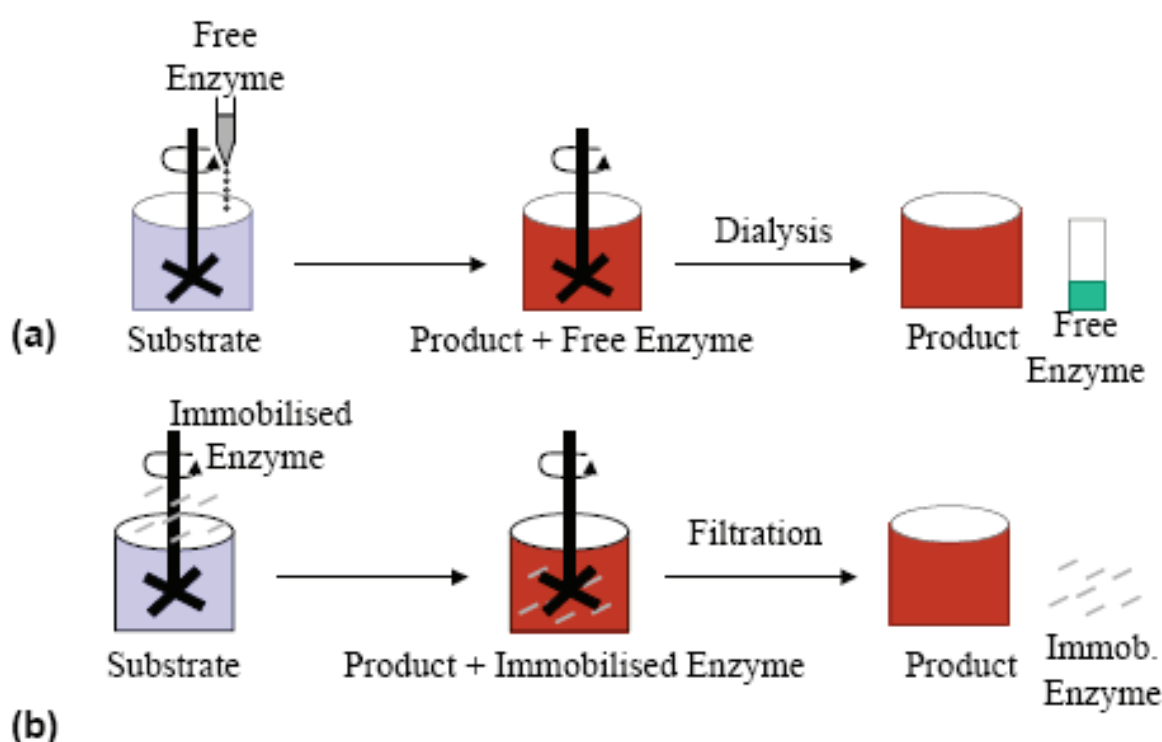 Free
Enzyme
Dialysis
(a)
Substrate
Product + Free Enzyme
Product
Free
Enzyme
Immobilised
Enzyme
Filtration
Substrate
Product + Immobilised Enzyme
Product
Immob.
Enzyme
(b)